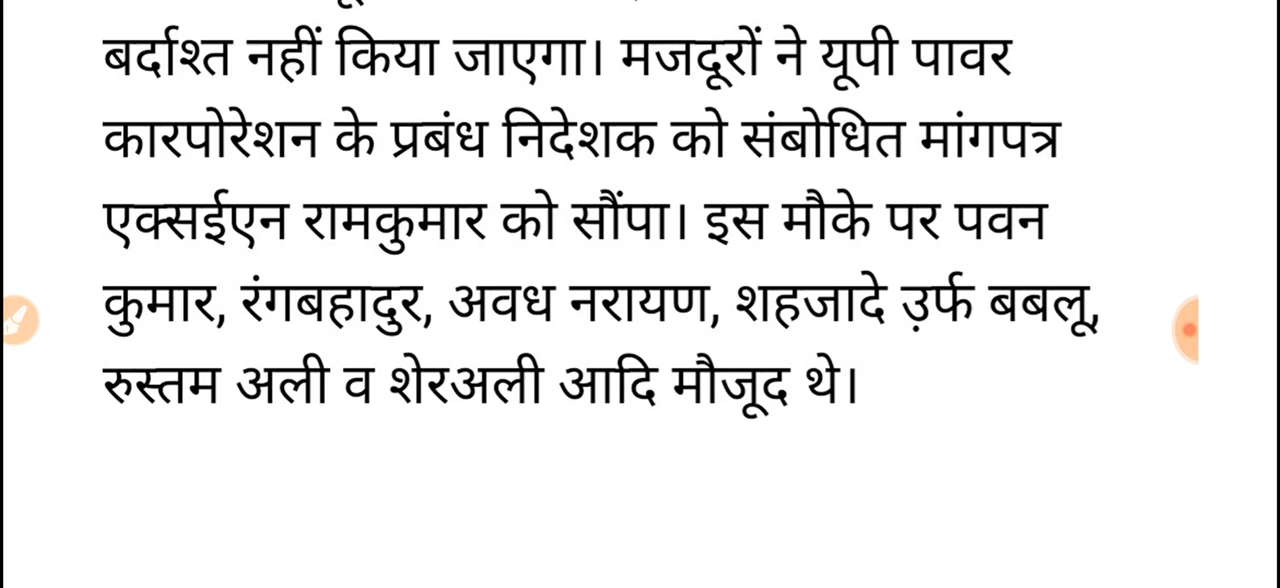 बर्दाश्त नहीं किया जाएगा। मजदूरों ने यूपी पावर
कारपोरेशन के प्रबंध निदेशक को संबोधित मांगपत्र
एक्सईएन रामकुमार को सौंपा। इस मौके पर पवन
कुमार, रंगबहादुर, अवध नरायण, शहजादे उ़र्फ बबलू,
रुस्तम अली व शेरअली आदि मौजूद थे।